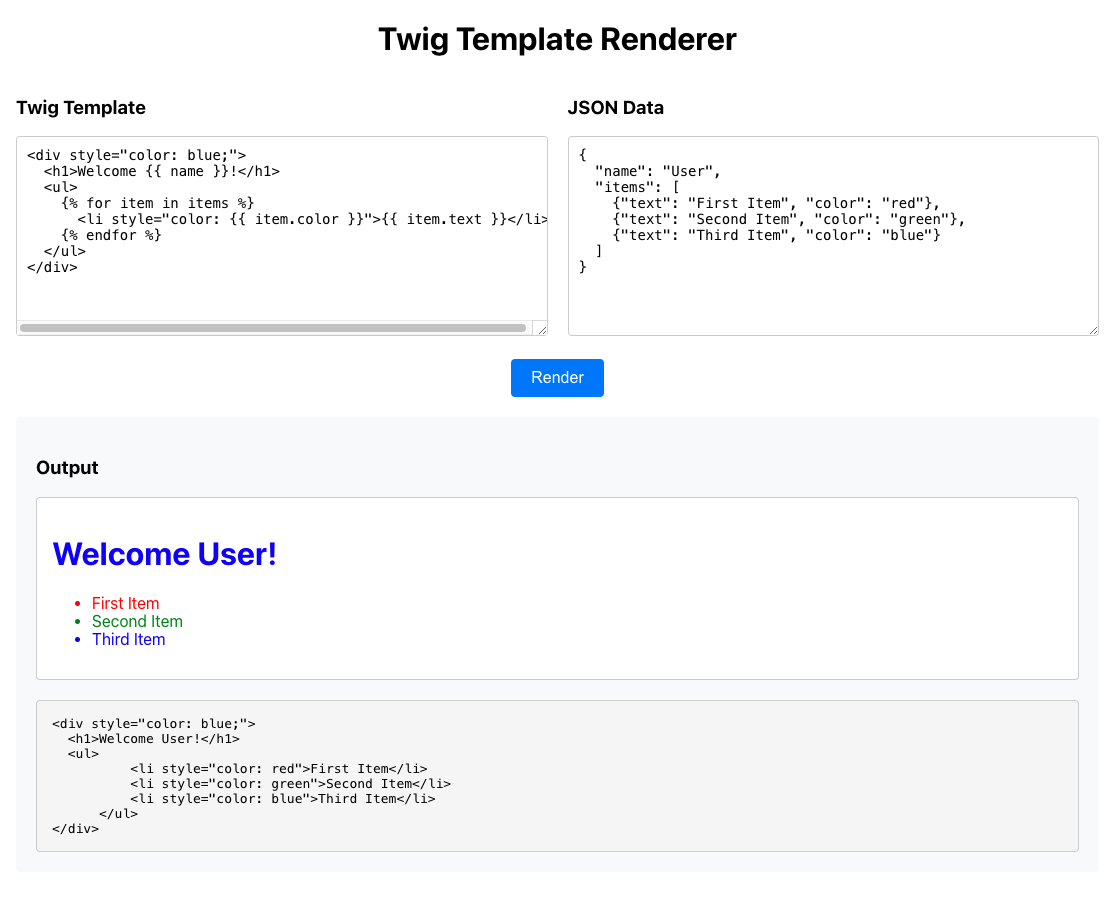 Twig Template Renderer
Twig Template
<div style="color: blue;">
  <h1>Welcome {{ name }}!</h1>
  <ul>
    {% for item in items %}
      <li style="color: {{ item.color }}">{{ item.text }}</li>
    {% endfor %}
  </ul>
</div>
JSON Data
{
  "name": "User",
  "items": [
    {"text": "First Item", "color": "red"},
    {"text": "Second Item", "color": "green"},
    {"text": "Third Item", "color": "blue"}
  ]
}
Render
Output
Welcome User!
• First Item
• Second Item
• Third Item
<div style="color: blue;">
  <h1>Welcome User!</h1>
  <ul>
          <li style="color: red">First Item</li>
          <li style="color: green">Second Item</li>
          <li style="color: blue">Third Item</li>
      </ul>
</div>